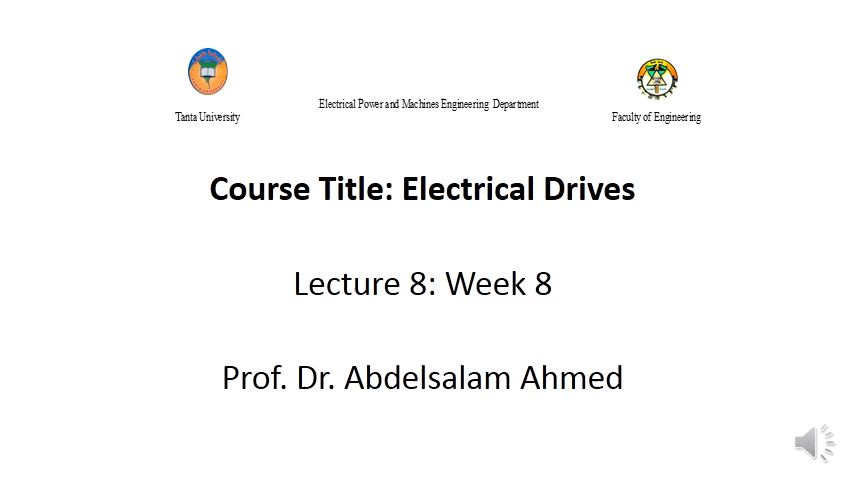 Tanta University
Electrical Power and Machines Engineering Department
Faculty of Engineering
Course Title: Electrical Drives
Lecture 8: Week 8
Prof. Dr. Abdelsalam Ahmed